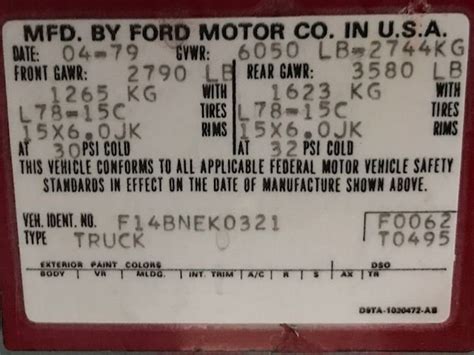 MFD. BY FORD MOTOR CO. IN U.S.A.
DATE: 04-79 GVWR: 6050 LB=2744KG
FRONT GAWR: 2790 LB REAR GAWR: 3580 LB
1265 KG WITH 1623 KG WITH
L78-15C TIRES L78-15C TIRES
15X6.0JK RIMS 15X6.0JK RIMS
AT 30 PSI COLD AT 32 PSI COLD
THIS VEHICLE CONFORMS TO ALL APPLICABLE FEDERAL MOTOR VEHICLE SAFETY
STANDARDS IN EFFECT ON THE DATE OF MANUFACTURE SHOWN ABOVE.
VEH. IDENT. NO. F14BNEK0321 F0062
TYPE TRUCK T0495
EXTERIOR PAINT COLORS DSO
BODY VR MLDG. INT. TRIM A/C R S AX TR
D9TA-1020472-AB